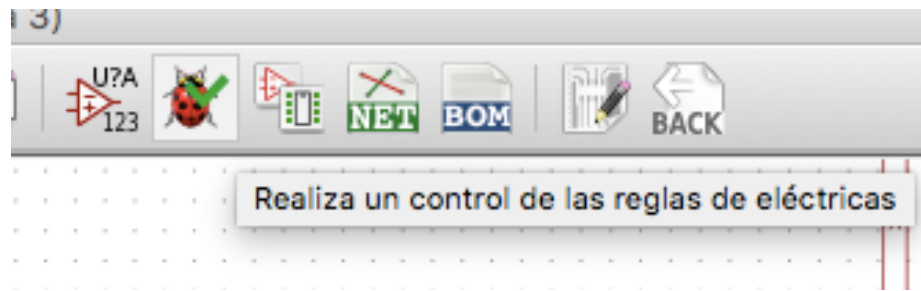 a 3)
U?A
123
NET
BOM
BACK
Realiza un control de las reglas de eléctricas